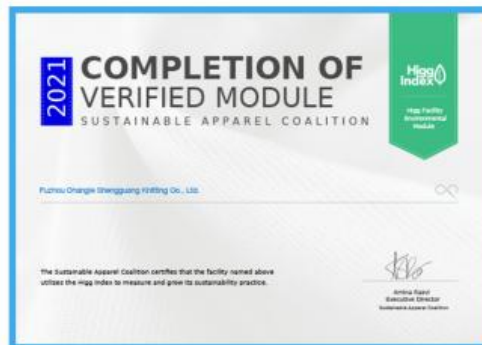 2021
COMPLETION OF
VERIFIED MODULE
SUSTAINABLE APPAREL COALITION
Higg
Index
Higg Facility
Environmental
Module
Fuzhou Changle Shengguang Knitting Co., Ltd.
The Sustainable Apparel Coalition certifies that the facility named above
utilizes the Higg Index to measure and grow its sustainability practice.
Amina Razvi
Executive Director
Sustainable Apparel Coalition